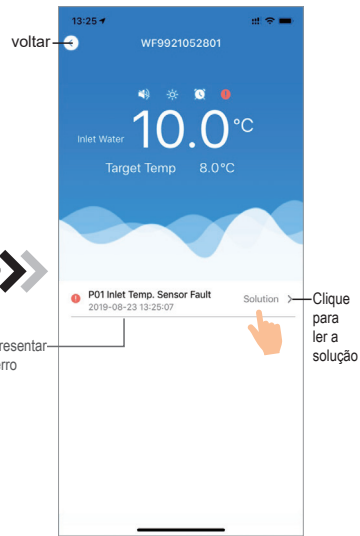 13:25
voltar
WF9921052801
Inlet Water
10.0°C
Target Temp 8.0°C
P01 Inlet Temp. Sensor Fault
2019-08-23 13:25:07
Solution
Clique
para
ler a
solução
resentar
rro